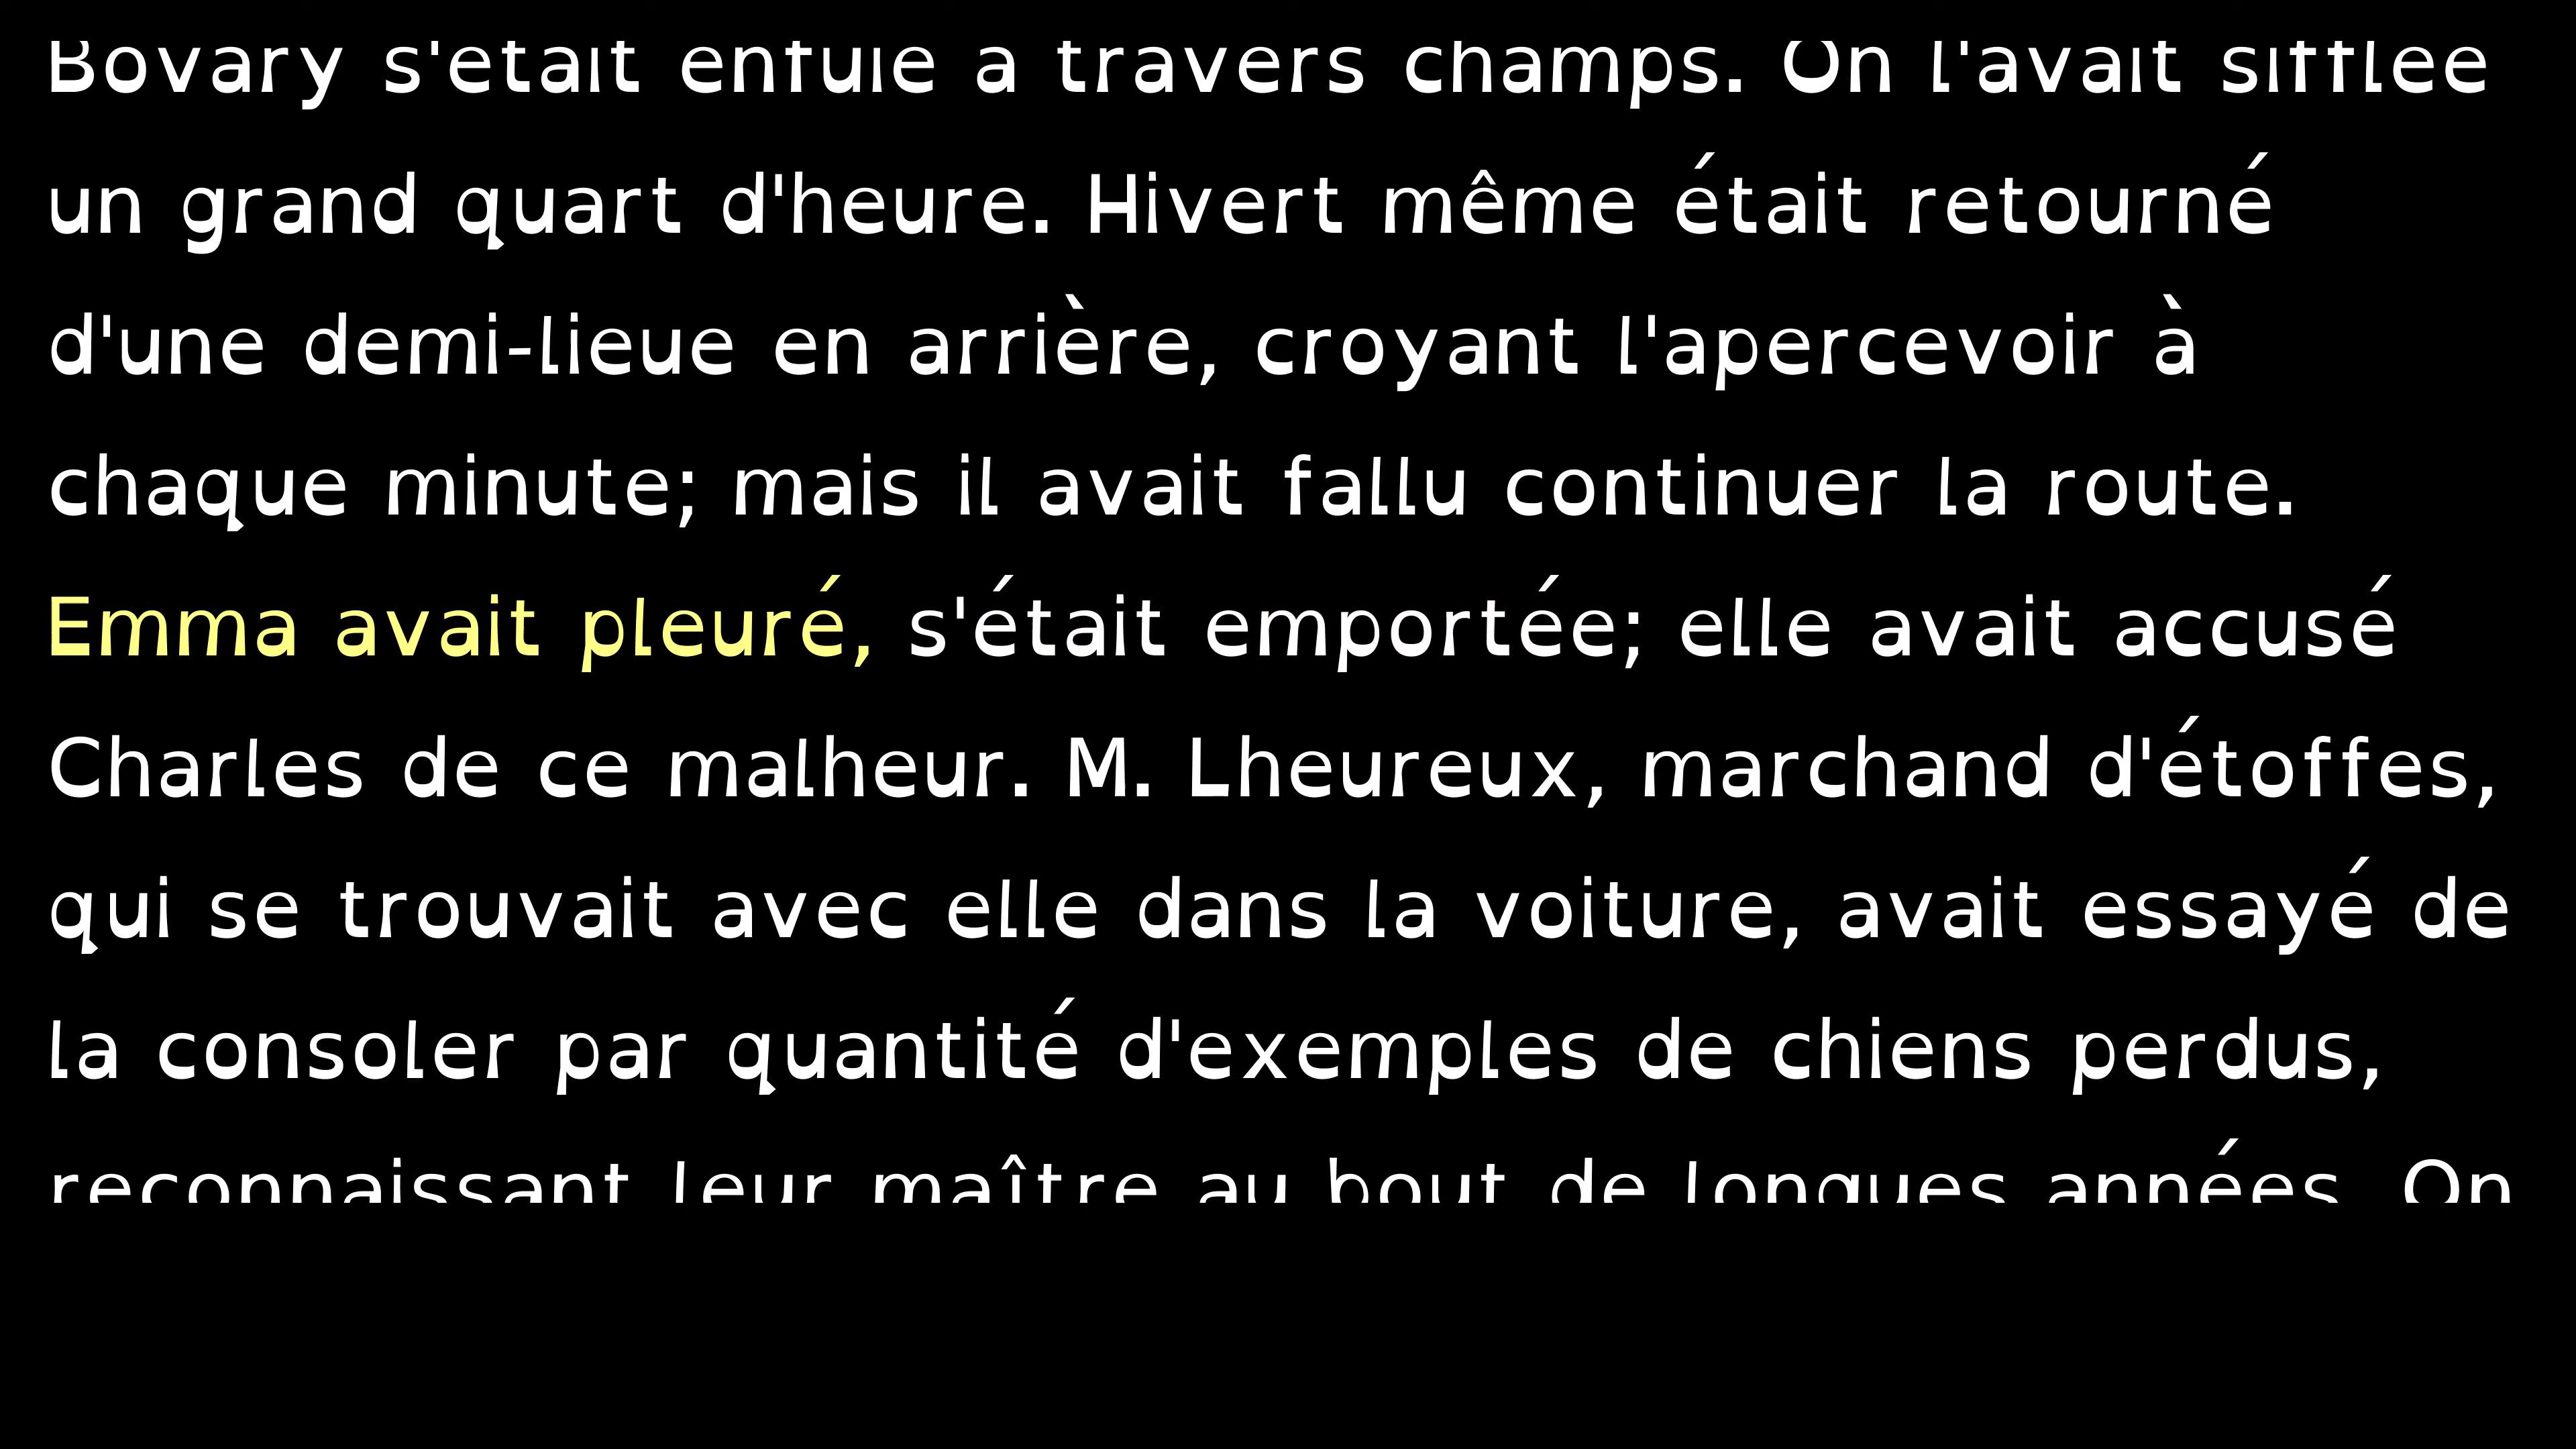 Bovary s'était enfuie à travers champs. On l'avait sifflée
un grand quart d'heure. Hivert même était retourné
d'une demi-lieue en arrière, croyant l'apercevoir à
chaque minute; mais il avait fallu continuer la route.
Emma avait pleuré, s'était emportée; elle avait accusé
Charles de ce malheur. M. Lheureux, marchand d'étoffes,
qui se trouvait avec elle dans la voiture, avait essayé de
la consoler par quantité d'exemples de chiens perdus,
reconnaissant leur maître au bout de longues années. On